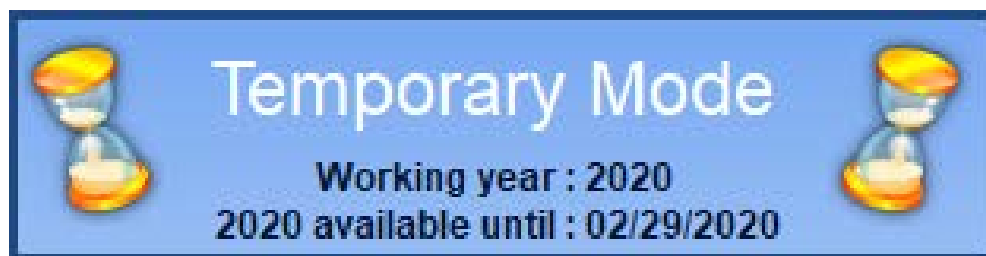 Temporary Mode
Working year : 2020
2020 available until : 02/29/2020